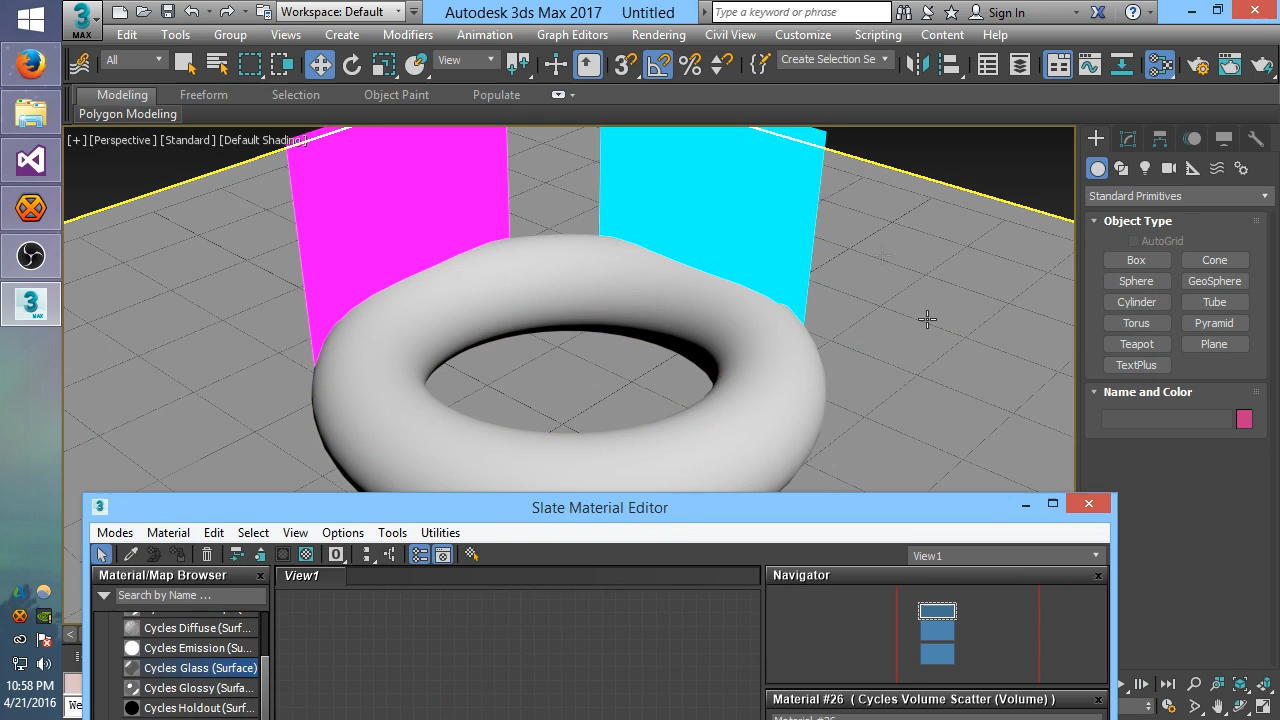 Workspace: Default
Autodesk 3ds Max 2017 Untitled
Type a keyword or phrase
Sign In
MAX
Edit Tools Group Views Create Modifiers Animation Graph Editors Rendering Civil View Customize Scripting Content Help
All
View
Create Selection Se
Modeling Freeform Selection Object Paint Populate
Polygon Modeling
[+] [Perspective ] [Standard ] [Default Shading ]
Standard Primitives
Object Type
AutoGrid
Box Cone
Sphere GeoSphere
Cylinder Tube
Torus Pyramid
Teapot Plane
TextPlus
Name and Color
3
MAX
Slate Material Editor
Modes Material Edit Select View Options Tools Utilities
View1
Material/Map Browser
View1
Navigator
Search by Name ...
Cycles Diffuse (Surf...
Cycles Emission (Su...
Cycles Glass (Surface)
Cycles Glossy (Surfa...
Cycles Holdout (Surf...
Material #26 ( Cycles Volume Scatter (Volume) )
10:58 PM
4/21/2016
We